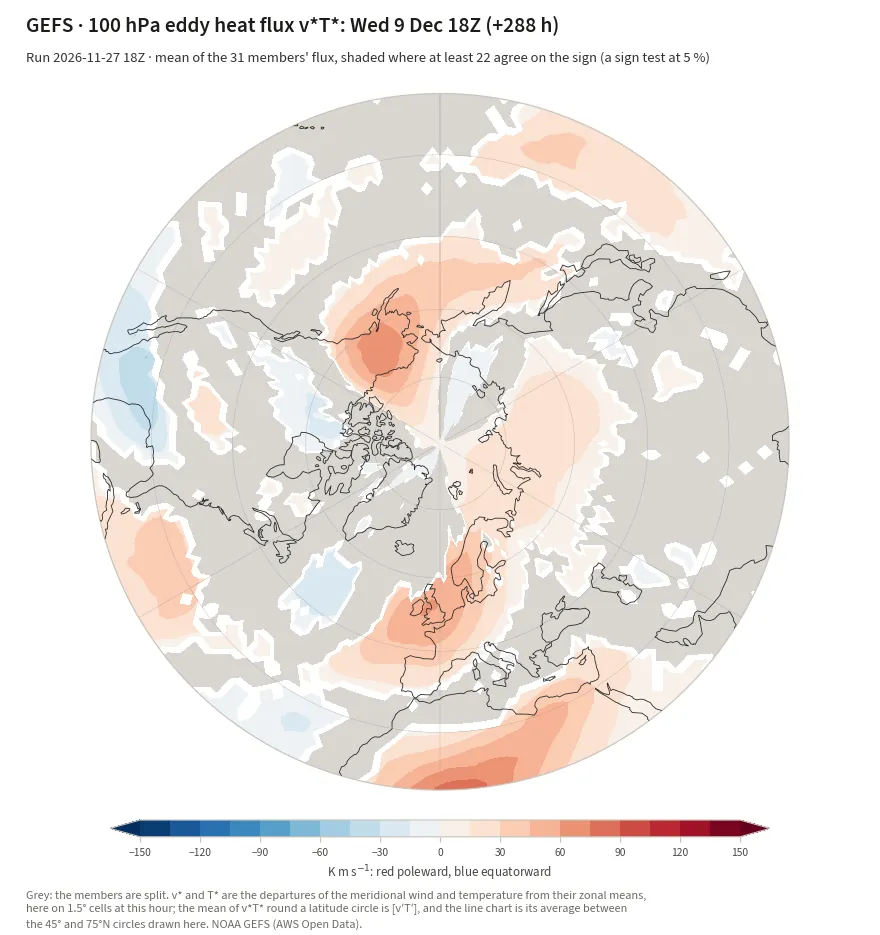 GEFS · 100 hPa eddy heat flux v*T*: Wed 9 Dec 18Z (+288 h)
Run 2026-11-27 18Z · mean of the 31 members' flux, shaded where at least 22 agree on the sign (a sign test at 5 %)
−150 −120 −90 −60 −30 0 30 60 90 120 150
K m s⁻¹: red poleward, blue equatorward
Grey: the members are split. v* and T* are the departures of the meridional wind and temperature from their zonal means,
here on 1.5° cells at this hour; the mean of v*T* round a latitude circle is [v'T'], and the line chart is its average between
the 45° and 75°N circles drawn here. NOAA GEFS (AWS Open Data).